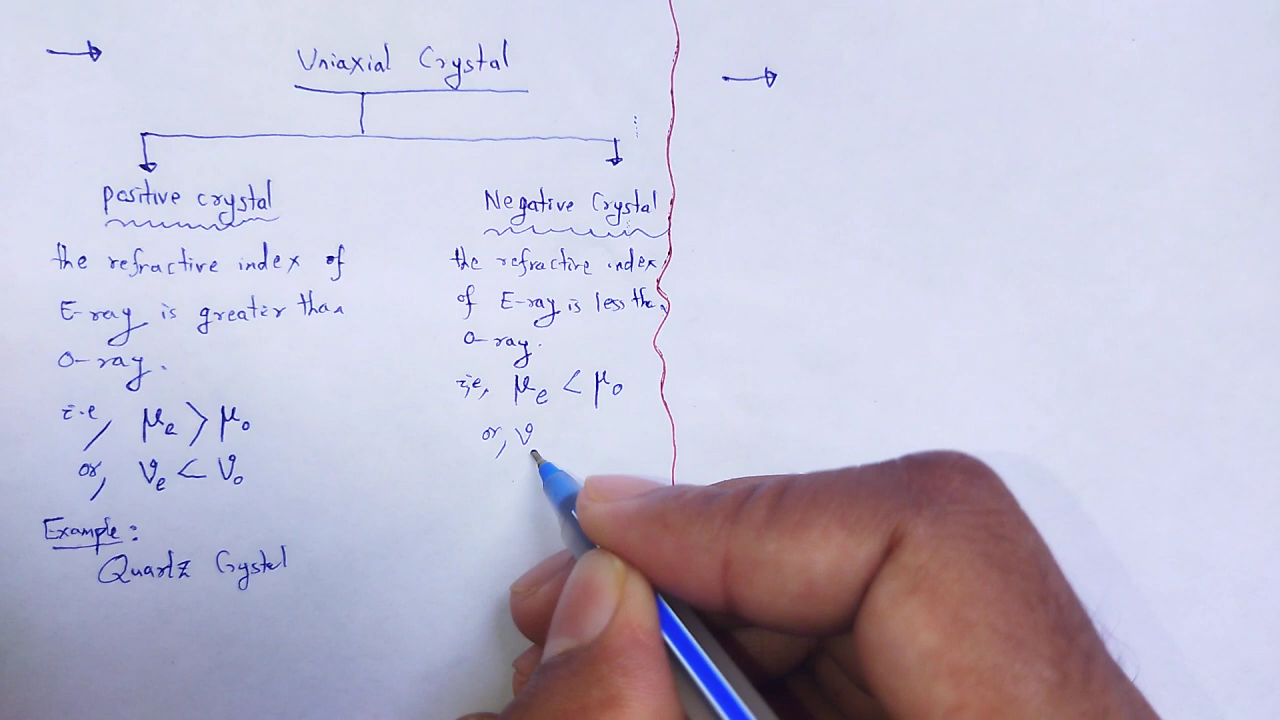 Uniaxial Crystal
positive crystal
the refractive index of
E-ray is greater than
O-ray.
i.e, μe > μo
or, ve < vo
Example:
Quartz Crystal
Negative Crystal
the refractive index
of E-ray is less than
O-ray.
i,e, μe < μo
or, v